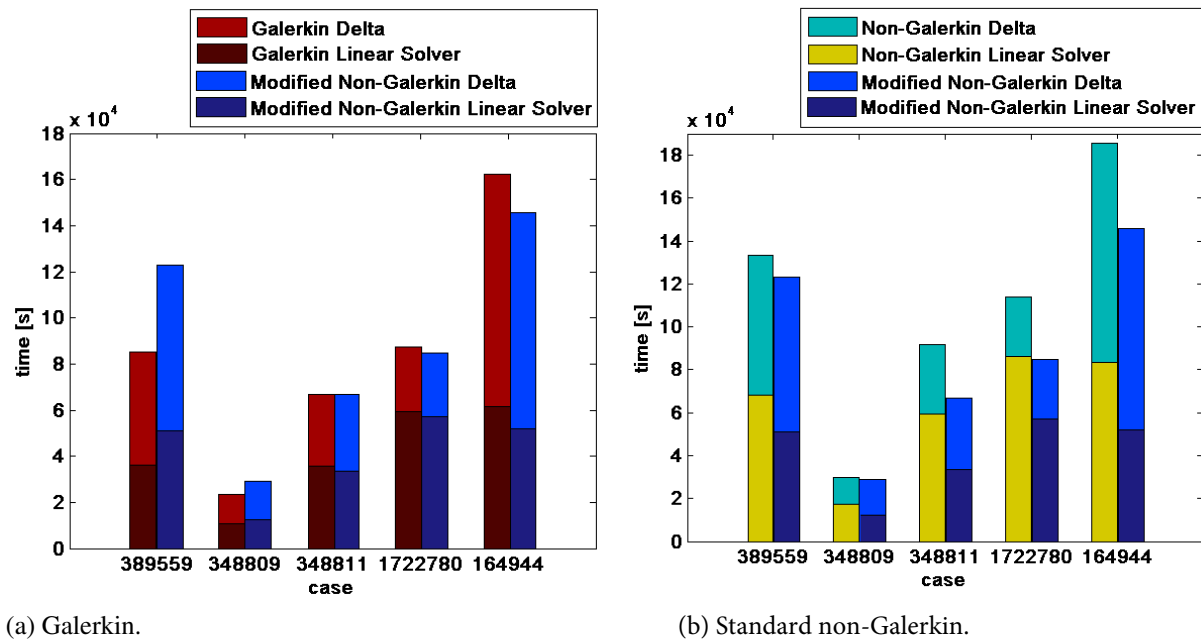 Galerkin Delta
Galerkin Linear Solver
Modified Non-Galerkin Delta
Modified Non-Galerkin Linear Solver
x 10^4
18
16
14
12
10
8
6
4
2
0
time [s]
389559 348809 348811 1722780 164944
case
(a) Galerkin.
Non-Galerkin Delta
Non-Galerkin Linear Solver
Modified Non-Galerkin Delta
Modified Non-Galerkin Linear Solver
x 10^4
18
16
14
12
10
8
6
4
2
0
time [s]
389559 348809 348811 1722780 164944
case
(b) Standard non-Galerkin.